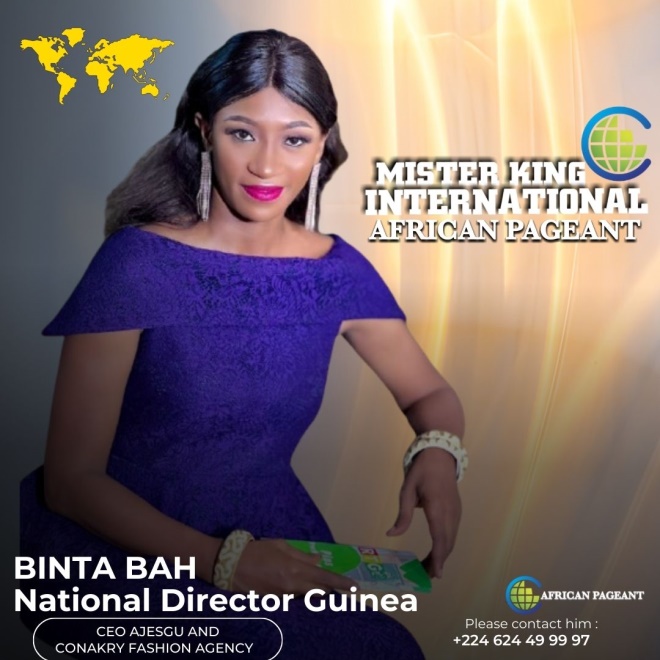 MISTER KING
INTERNATIONAL
AFRICAN PAGEANT
BINTA BAH
National Director Guinea
CEO AJESGU AND
CONAKRY FASHION AGENCY
AFRICAN PAGEANT
Please contact him :
+224 624 49 99 97